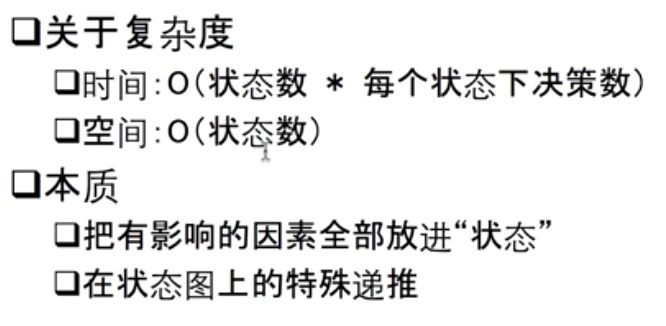 ❑关于复杂度
❑时间:O(状态数 * 每个状态下决策数)
❑空间:O(状态数)
❑本质
❑把有影响的因素全部放进“状态”
❑在状态图上的特殊递推